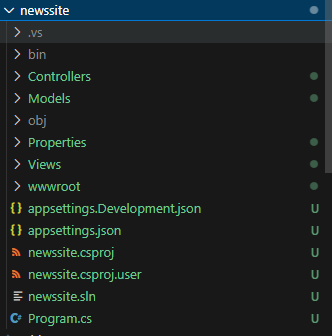 newssite
.vs
bin
Controllers
Models
obj
Properties
Views
wwwroot
{} appsettings.Development.json U
{} appsettings.json U
newssite.csproj U
newssite.csproj.user U
newssite.sln U
Program.cs U